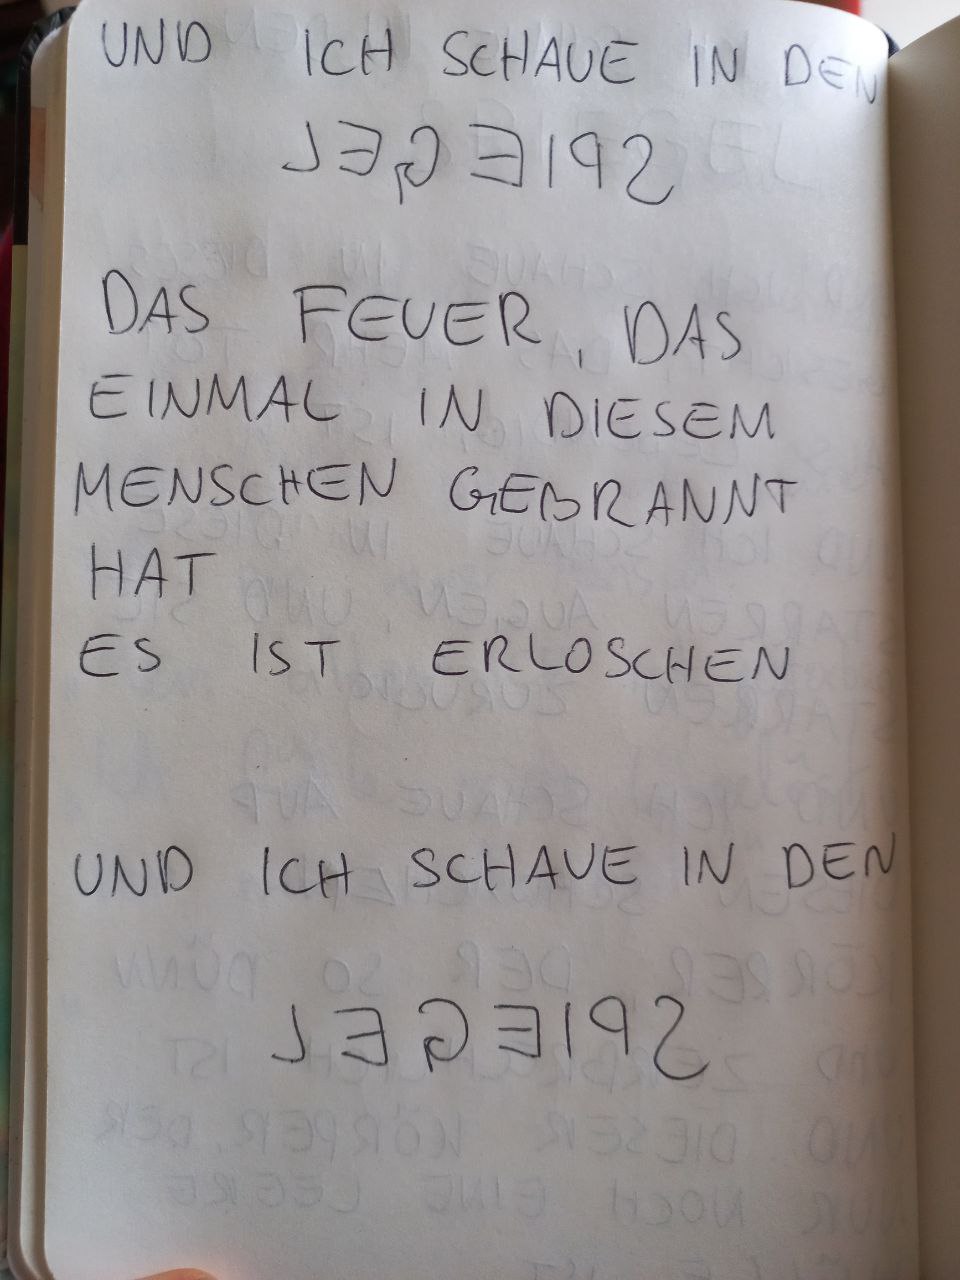 UND ICH SCHAUE IN DEN
SPIEGEL
DAS FEUER, DAS
EINMAL IN DIESEM
MENSCHEN GEBRANNT
HAT
ES IST ERLOSCHEN
UND ICH SCHAUE IN DEN
SPIEGEL